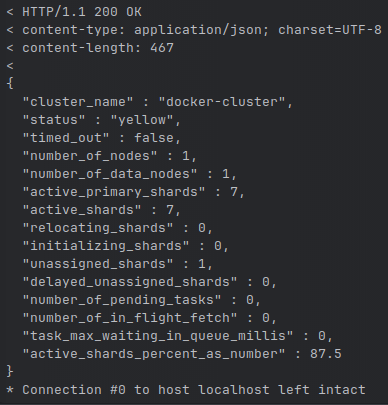 < HTTP/1.1 200 OK
< content-type: application/json; charset=UTF-8
< content-length: 467
<
{
  "cluster_name" : "docker-cluster",
  "status" : "yellow",
  "timed_out" : false,
  "number_of_nodes" : 1,
  "number_of_data_nodes" : 1,
  "active_primary_shards" : 7,
  "active_shards" : 7,
  "relocating_shards" : 0,
  "initializing_shards" : 0,
  "unassigned_shards" : 1,
  "delayed_unassigned_shards" : 0,
  "number_of_pending_tasks" : 0,
  "number_of_in_flight_fetch" : 0,
  "task_max_waiting_in_queue_millis" : 0,
  "active_shards_percent_as_number" : 87.5
}
* Connection #0 to host localhost left intact